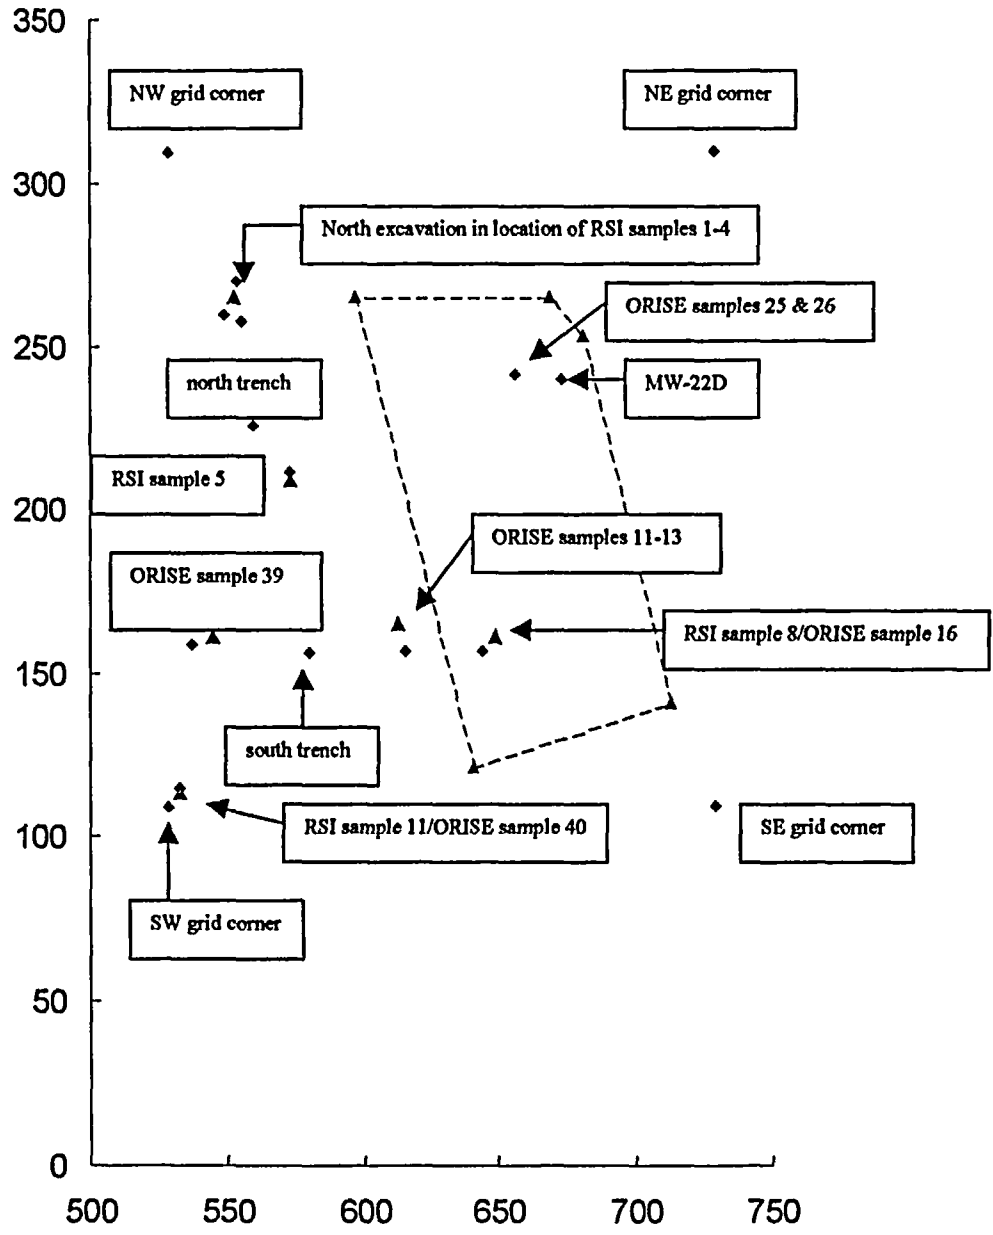 350
NW grid corner
NE grid corner
300
North excavation in location of RSI samples 1-4
ORISE samples 25 & 26
250
north trench
MW-22D
RSI sample 5
200
ORISE samples 11-13
ORISE sample 39
RSI sample 8/ORISE sample 16
150
south trench
RSI sample 11/ORISE sample 40
SE grid corner
100
SW grid corner
50
0
500 550 600 650 700 750